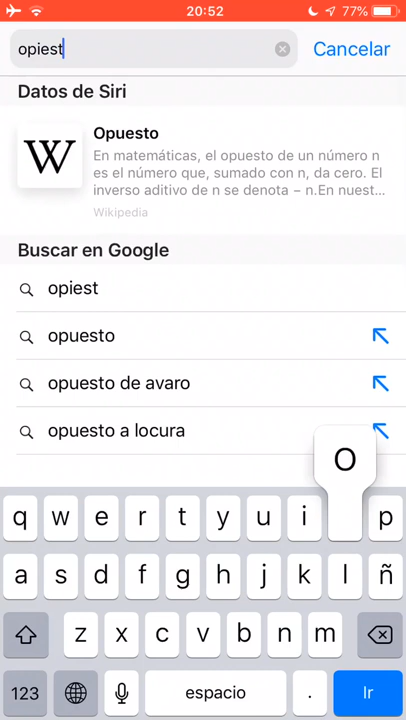 20:52
77%
opiest
Cancelar
Datos de Siri
W
Opuesto
En matemáticas, el opuesto de un número n
es el número que, sumado con n, da cero. El
inverso aditivo de n se denota − n.En nuest...
Wikipedia
Buscar en Google
opiest
opuesto
opuesto de avaro
opuesto a locura
O
q w e r t y u i p
a s d f g h j k l ñ
z x c v b n m
123
espacio
.
Ir